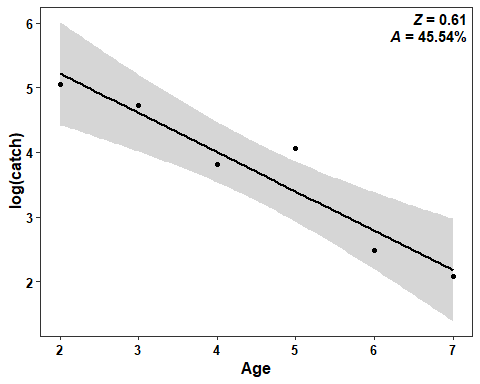 Z = 0.61
A = 45.54%
6
5
4
3
2
log(catch)
2 3 4 5 6 7
Age